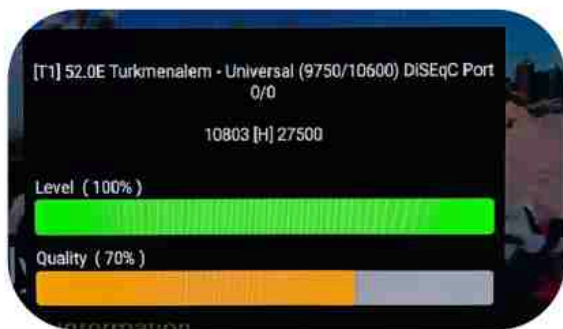 [T1] 52.0E Turkmenalem - Universal (9750/10600) DiSEqC Port
0/0
10803 [H] 27500
Level ( 100% )
Quality ( 70% )